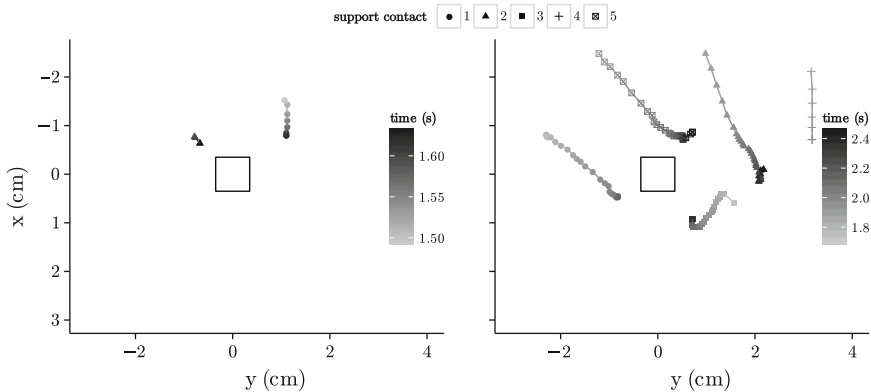 support contact 1 2 3 4 5
−2
−1
0
1
2
3
x (cm)
−2 0 2 4
y (cm)
time (s)
1.60
1.55
1.50
−2 0 2 4
y (cm)
time (s)
2.4
2.2
2.0
1.8